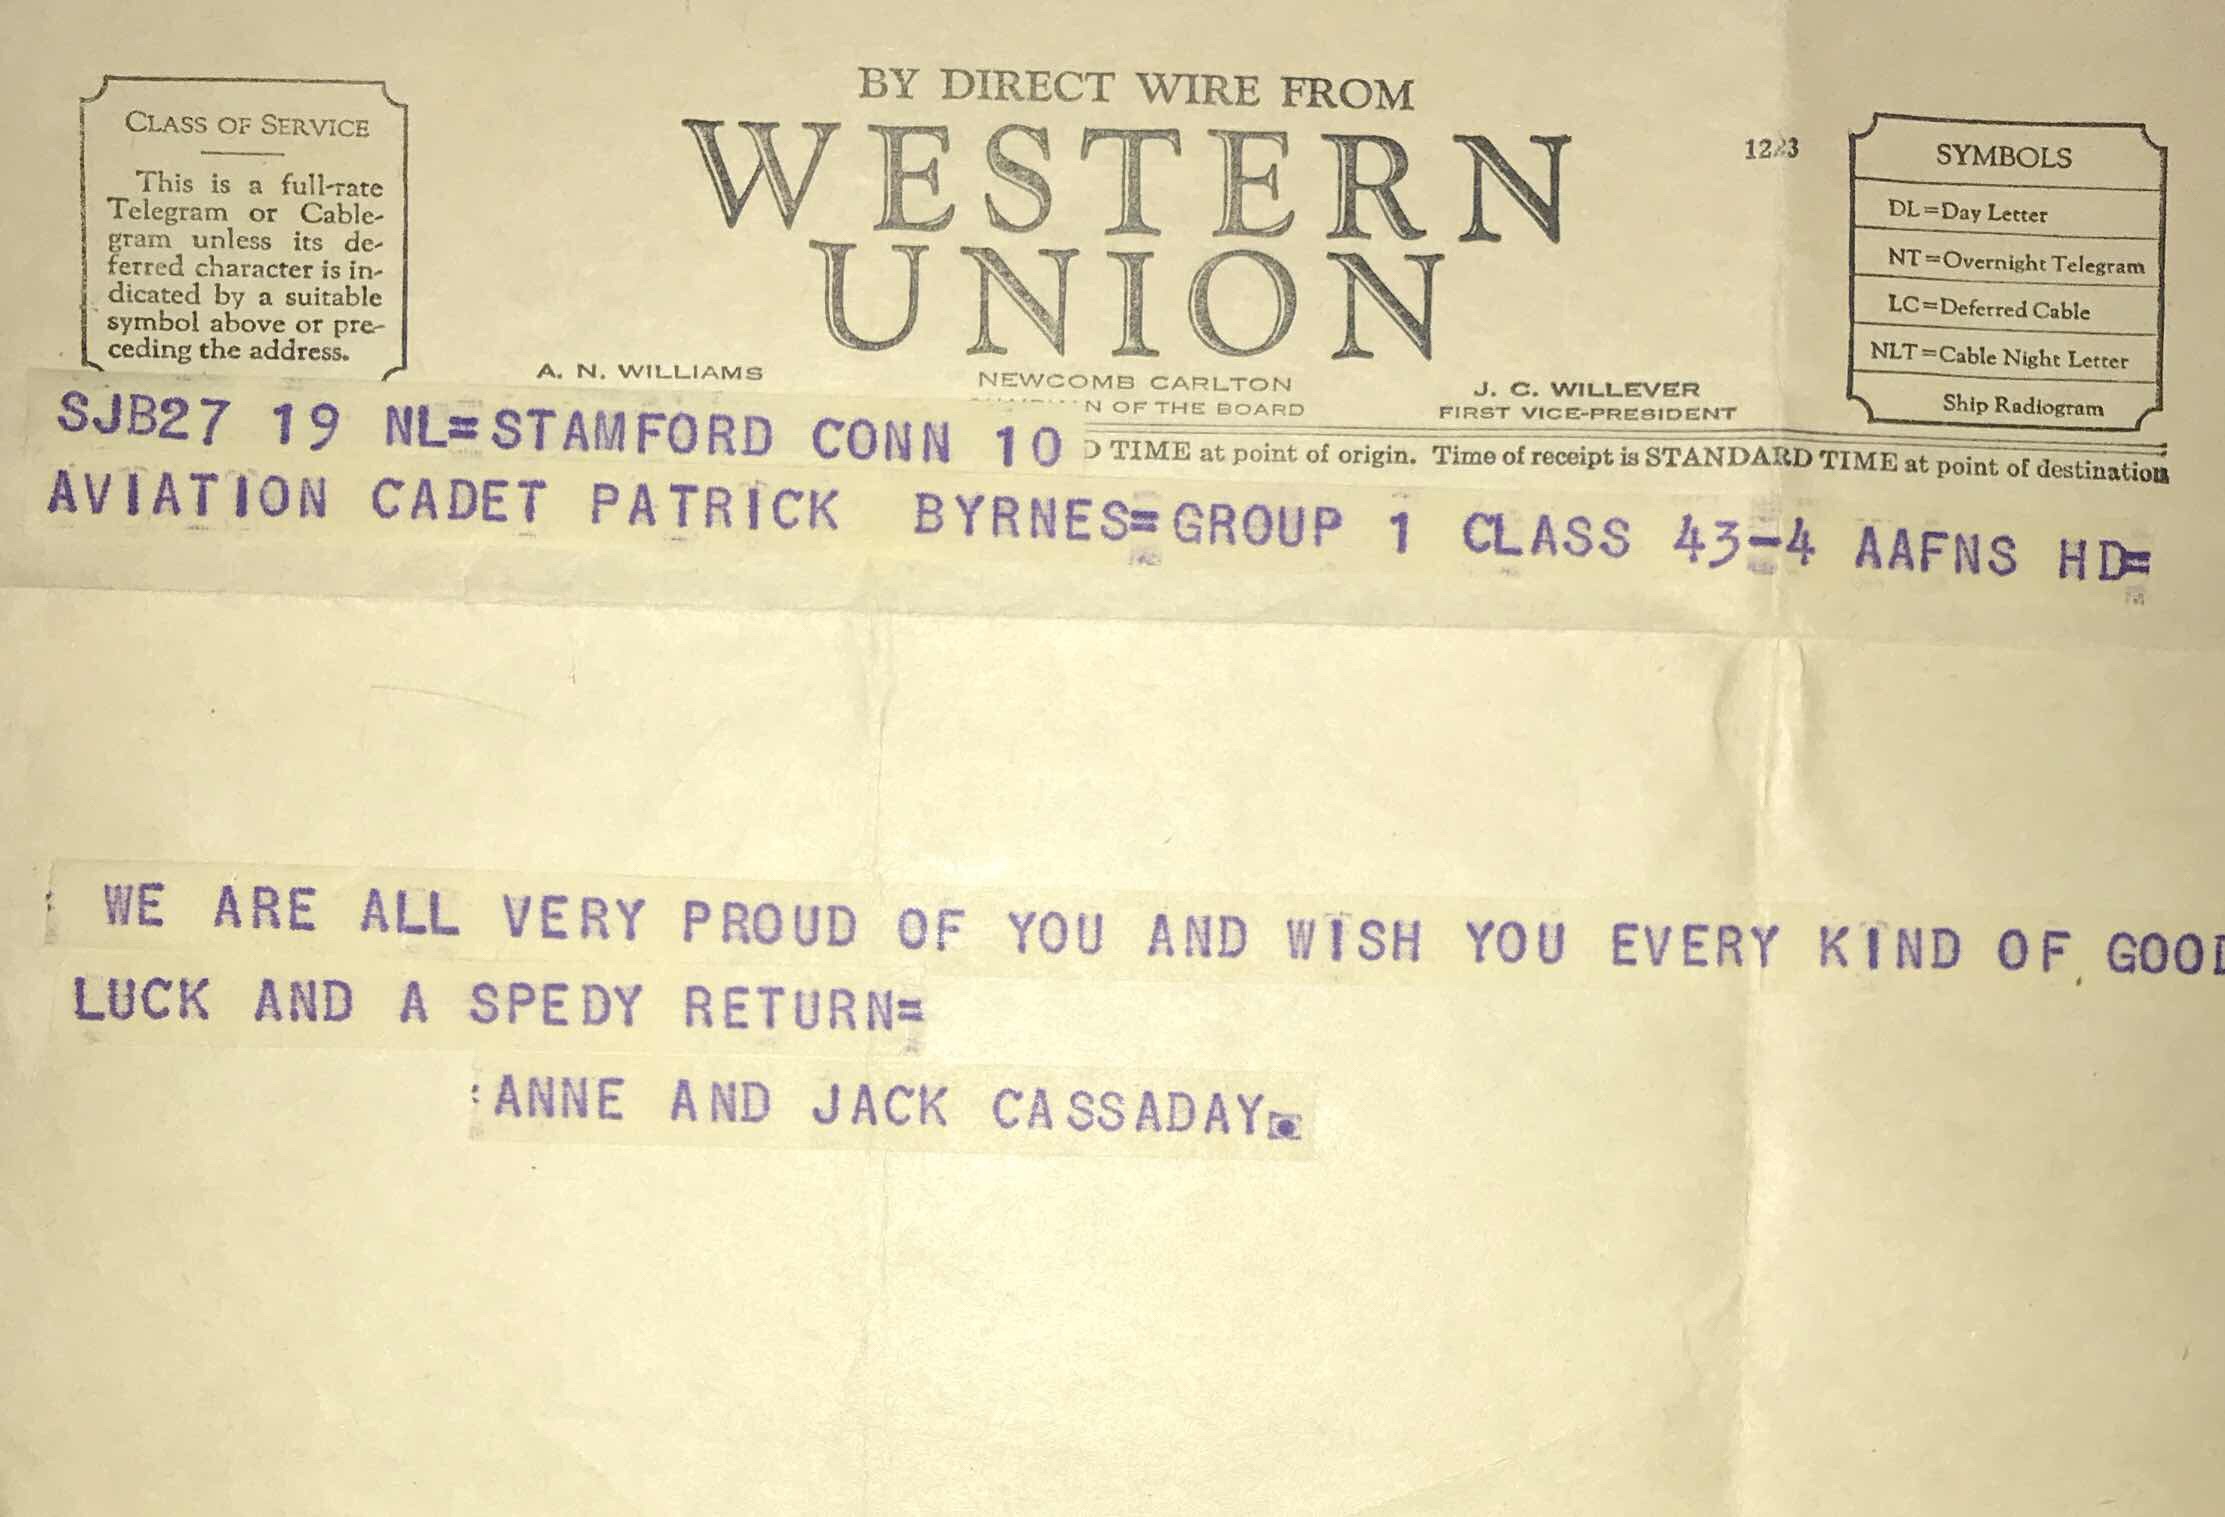 BY DIRECT WIRE FROM
WESTERN
UNION
CLASS OF SERVICE
This is a full-rate
Telegram or Cable-
gram unless its de-
ferred character is in-
dicated by a suitable
symbol above or pre-
ceding the address.
SYMBOLS
DL=Day Letter
NT=Overnight Telegram
LC=Deferred Cable
NLT=Cable Night Letter
Ship Radiogram
A. N. WILLIAMS
NEWCOMB CARLTON
OF THE BOARD
J. C. WILLEVER
FIRST VICE-PRESIDENT
SJB27 19 NL=STAMFORD CONN 10
TIME at point of origin. Time of receipt is STANDARD TIME at point of destination
AVIATION CADET PATRICK BYRNES=GROUP 1 CLASS 43-4 AAFNS HD=
WE ARE ALL VERY PROUD OF YOU AND WISH YOU EVERY KIND OF GOOD
LUCK AND A SPEDY RETURN=
:ANNE AND JACK CASSADAY.